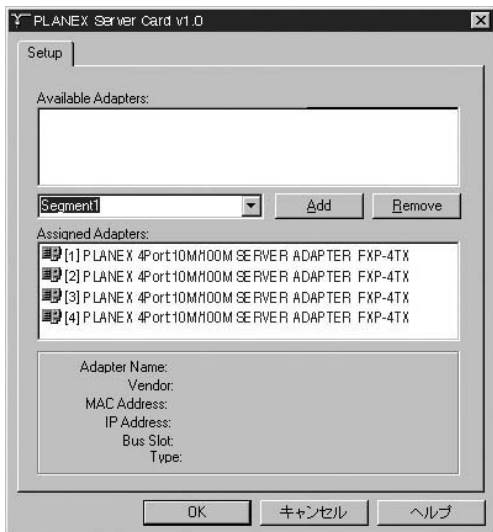 PLANEX Server Card v1.0
Setup
Available Adapters:
Segment1
Add
Remove
Assigned Adapters:
[1] PLANEX 4Port10M/100M SERVER ADAPTER FXP-4TX
[2] PLANEX 4Port10M/100M SERVER ADAPTER FXP-4TX
[3] PLANEX 4Port10M/100M SERVER ADAPTER FXP-4TX
[4] PLANEX 4Port10M/100M SERVER ADAPTER FXP-4TX
Adapter Name:
Vendor:
MAC Address:
IP Address:
Bus Slot:
Type:
OK
キャンセル
ヘルプ